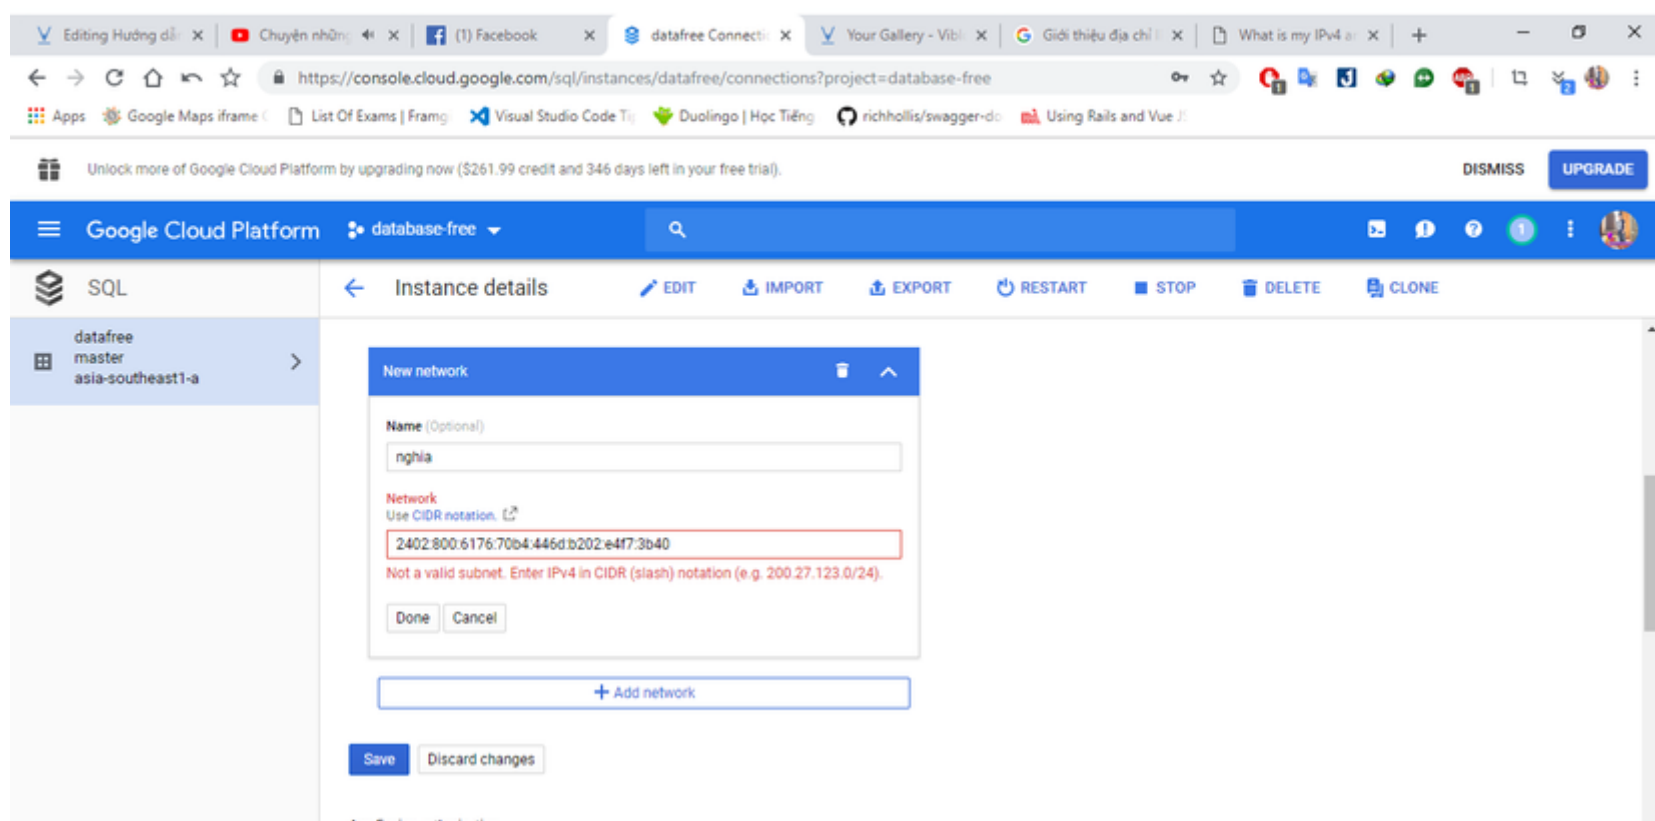 Editing Hướng dẫ
Chuyện những
(1) Facebook
datafree Connecti
Your Gallery - Vibl
Giới thiệu địa chỉ
What is my IPv4 a
https://console.cloud.google.com/sql/instances/datafree/connections?project=database-free
Apps
Google Maps iframe
List Of Exams | Framg
Visual Studio Code Ti
Duolingo | Học Tiếng
richhollis/swagger-do
Using Rails and Vue J
Unlock more of Google Cloud Platform by upgrading now ($261.99 credit and 346 days left in your free trial).
DISMISS
UPGRADE
Google Cloud Platform
database-free
1
SQL
Instance details
EDIT
IMPORT
EXPORT
RESTART
STOP
DELETE
CLONE
datafree
master
asia-southeast1-a
New network
Name (Optional)
nghia
Network
Use CIDR notation.
2402:800:6176:70b4:446d:b202:e4f7:3b40
Not a valid subnet. Enter IPv4 in CIDR (slash) notation (e.g. 200.27.123.0/24).
Done
Cancel
+ Add network
Save
Discard changes